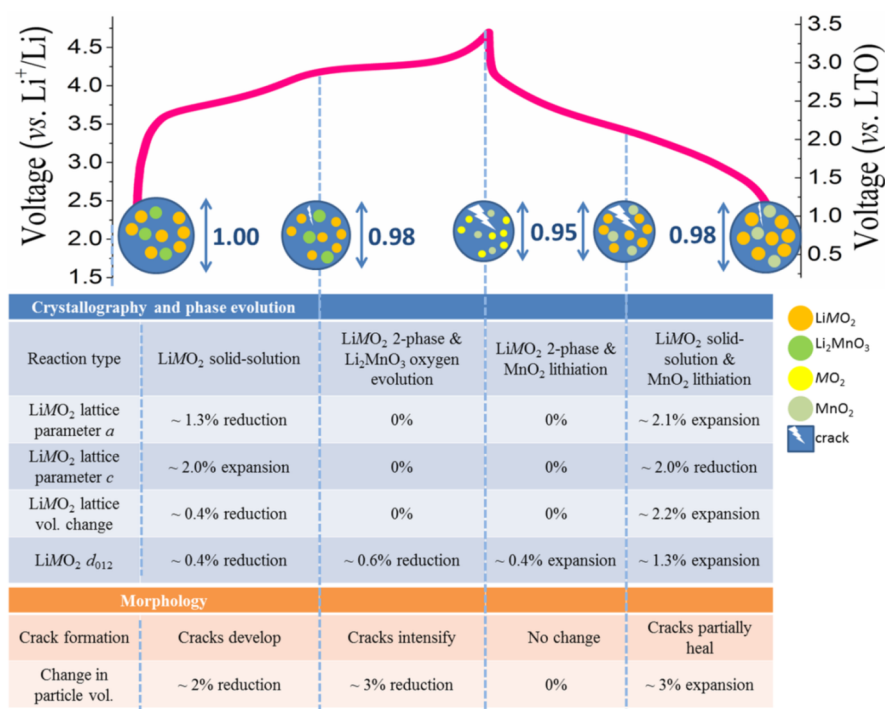 Voltage (vs. Li+/Li)
4.5
4.0
3.5
3.0
2.5
2.0
1.5
Voltage (vs. LTO)
3.5
3.0
2.5
2.0
1.5
1.0
0.5
1.00
0.98
0.95
0.98
Crystallography and phase evolution
Reaction type
LiMO2 solid-solution
LiMO2 2-phase &
Li2MnO3 oxygen
evolution
LiMO2 2-phase &
MnO2 lithiation
LiMO2 solid-
solution &
MnO2 lithiation
LiMO2 lattice
parameter a
~ 1.3% reduction
0%
0%
~ 2.1% expansion
LiMO2 lattice
parameter c
~ 2.0% expansion
0%
0%
~ 2.0% reduction
LiMO2 lattice
vol. change
~ 0.4% reduction
0%
0%
~ 2.2% expansion
LiMO2 d012
~ 0.4% reduction
~ 0.6% reduction
~ 0.4% expansion
~ 1.3% expansion
Morphology
Crack formation
Cracks develop
Cracks intensify
No change
Cracks partially
heal
Change in
particle vol.
~ 2% reduction
~ 3% reduction
0%
~ 3% expansion
LiMO2
Li2MnO3
MO2
MnO2
crack